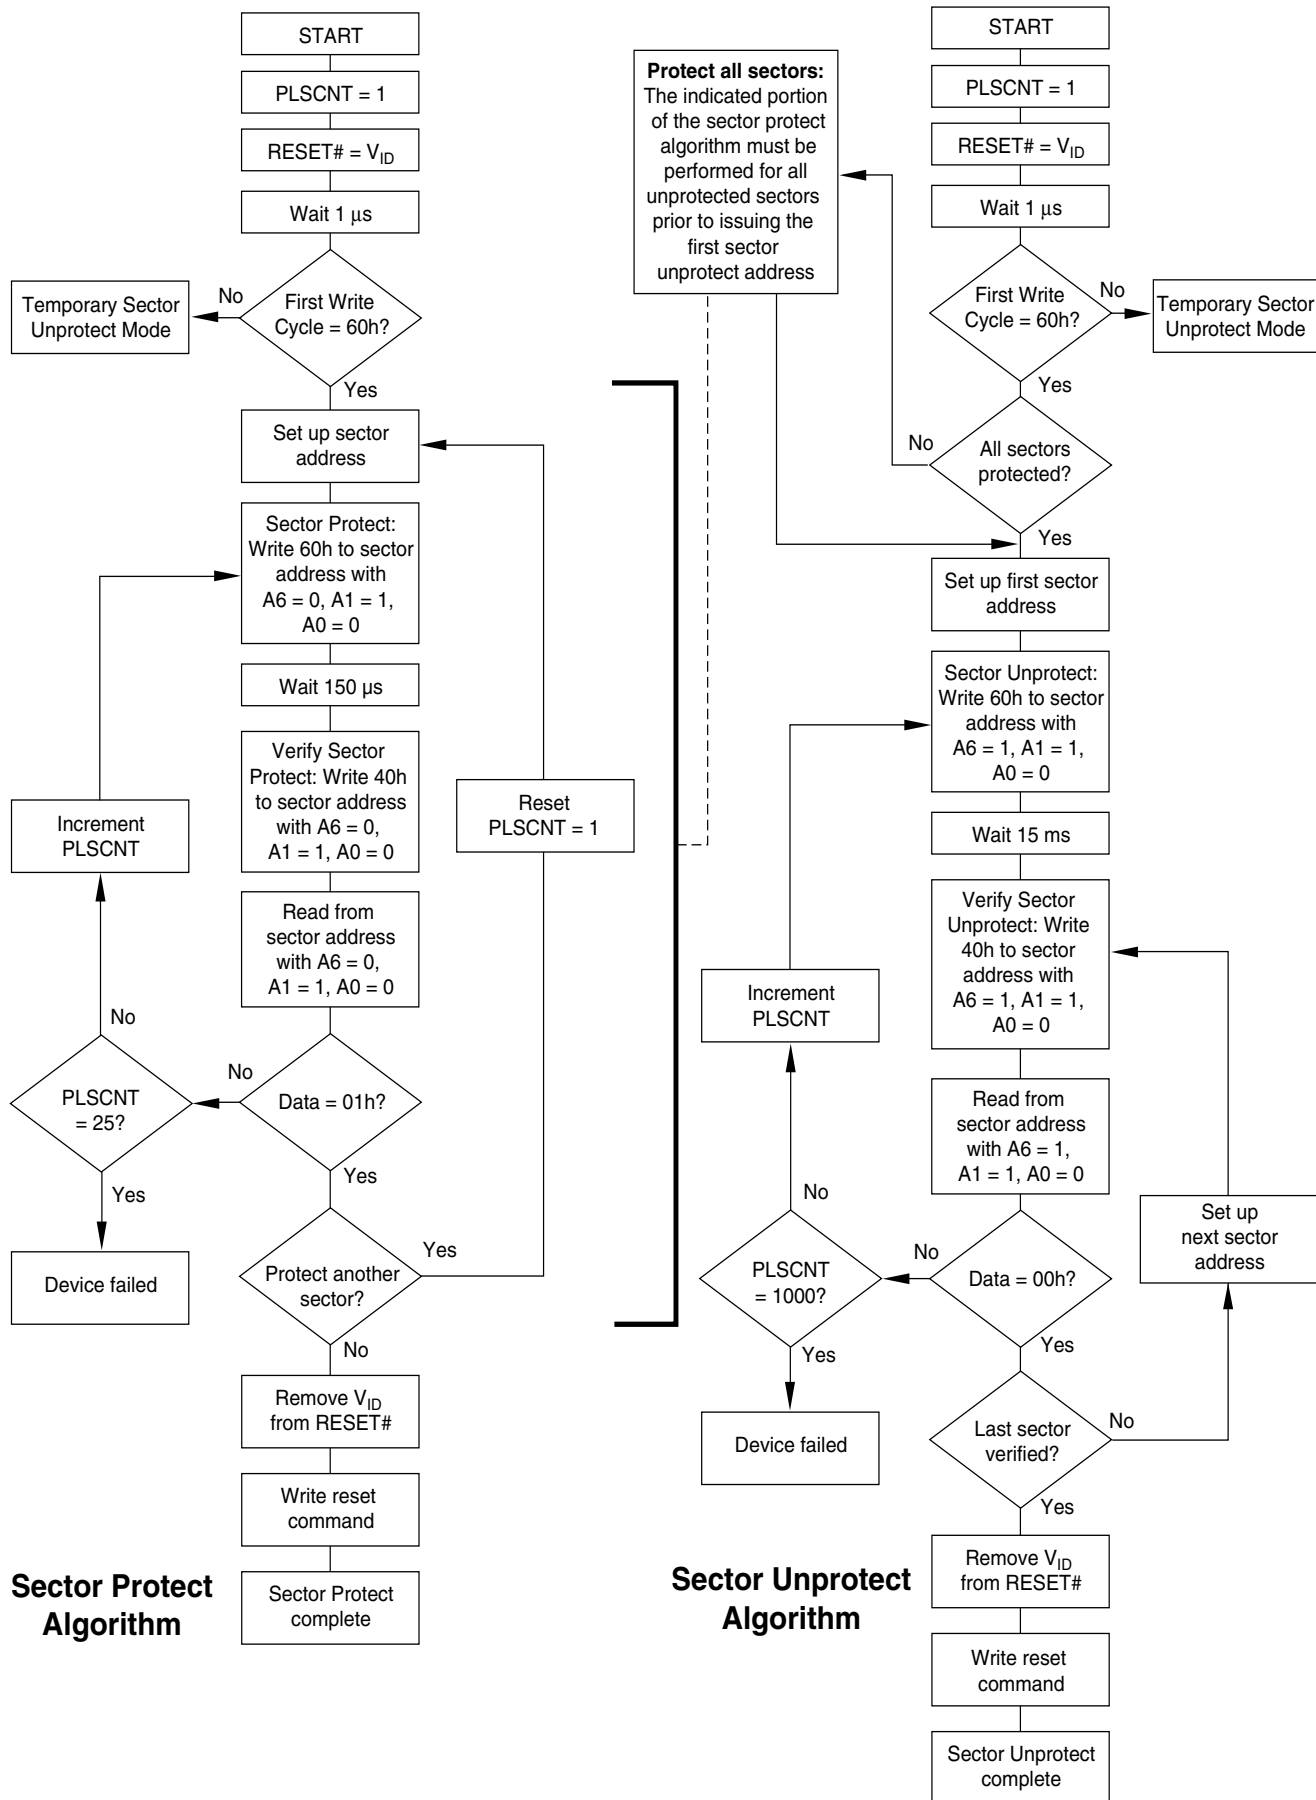 START
PLSCNT = 1
RESET# = VID
Wait 1 μs
First Write
Cycle = 60h?
No
Temporary Sector
Unprotect Mode
Yes
Set up sector
address
Sector Protect:
Write 60h to sector
address with
A6 = 0, A1 = 1,
A0 = 0
Wait 150 µs
Verify Sector
Protect: Write 40h
to sector address
with A6 = 0,
A1 = 1, A0 = 0
Increment
PLSCNT
Reset
PLSCNT = 1
Read from
sector address
with A6 = 0,
A1 = 1, A0 = 0
No
PLSCNT
= 25?
No
Data = 01h?
Yes
Yes
Device failed
Protect another
sector?
Yes
No
Remove VID
from RESET#
Write reset
command
Sector Protect
complete
Sector Protect
Algorithm
Protect all sectors:
The indicated portion
of the sector protect
algorithm must be
performed for all
unprotected sectors
prior to issuing the
first sector
unprotect address
START
PLSCNT = 1
RESET# = VID
Wait 1 μs
First Write
Cycle = 60h?
No
Temporary Sector
Unprotect Mode
Yes
No
All sectors
protected?
Yes
Set up first sector
address
Sector Unprotect:
Write 60h to sector
address with
A6 = 1, A1 = 1,
A0 = 0
Wait 15 ms
Verify Sector
Unprotect: Write
40h to sector
address with
A6 = 1, A1 = 1,
A0 = 0
Increment
PLSCNT
Read from
sector address
with A6 = 1,
A1 = 1, A0 = 0
No
Set up
next sector
address
PLSCNT
= 1000?
No
Data = 00h?
Yes
Yes
Device failed
Last sector
verified?
No
Yes
Remove VID
from RESET#
Write reset
command
Sector Unprotect
complete
Sector Unprotect
Algorithm